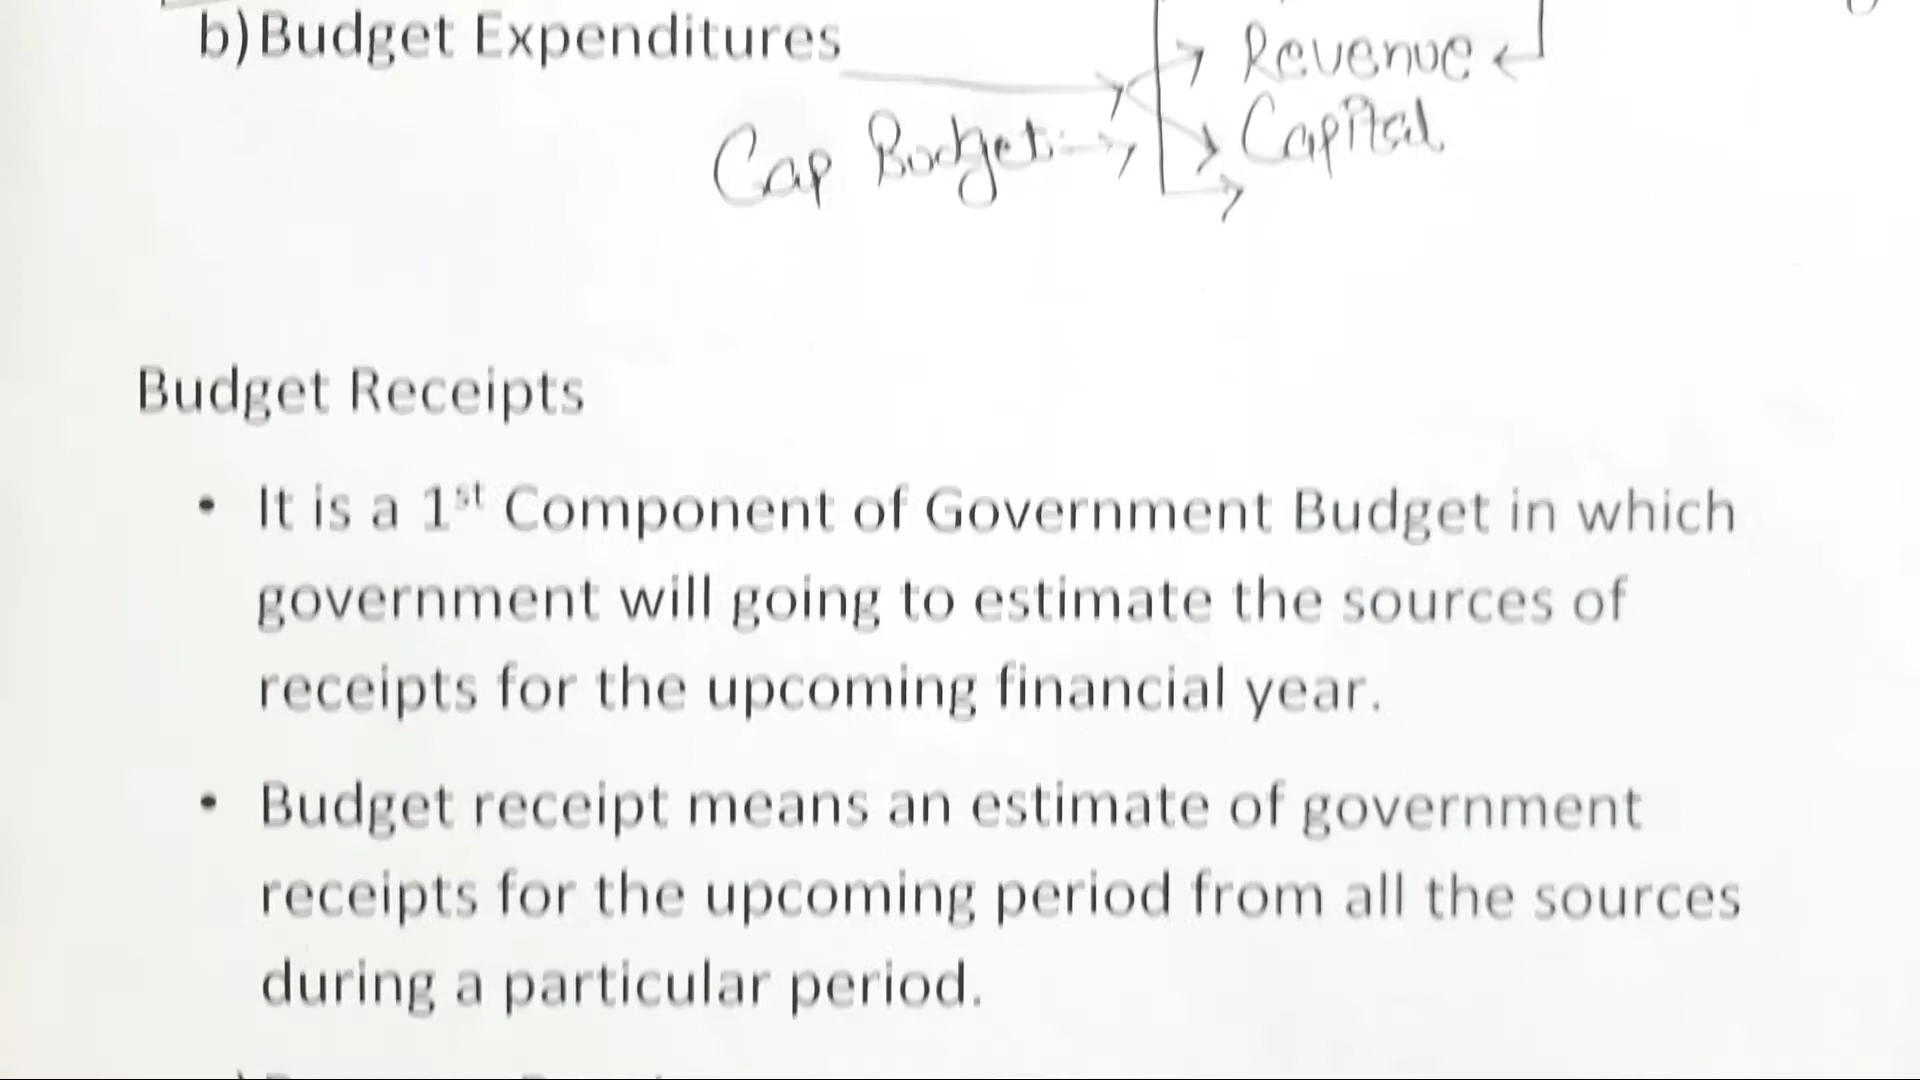 b) Budget Expenditures
Revenue
Cap Budget
Capital
Budget Receipts
• It is a 1st Component of Government Budget in which
government will going to estimate the sources of
receipts for the upcoming financial year.
• Budget receipt means an estimate of government
receipts for the upcoming period from all the sources
during a particular period.